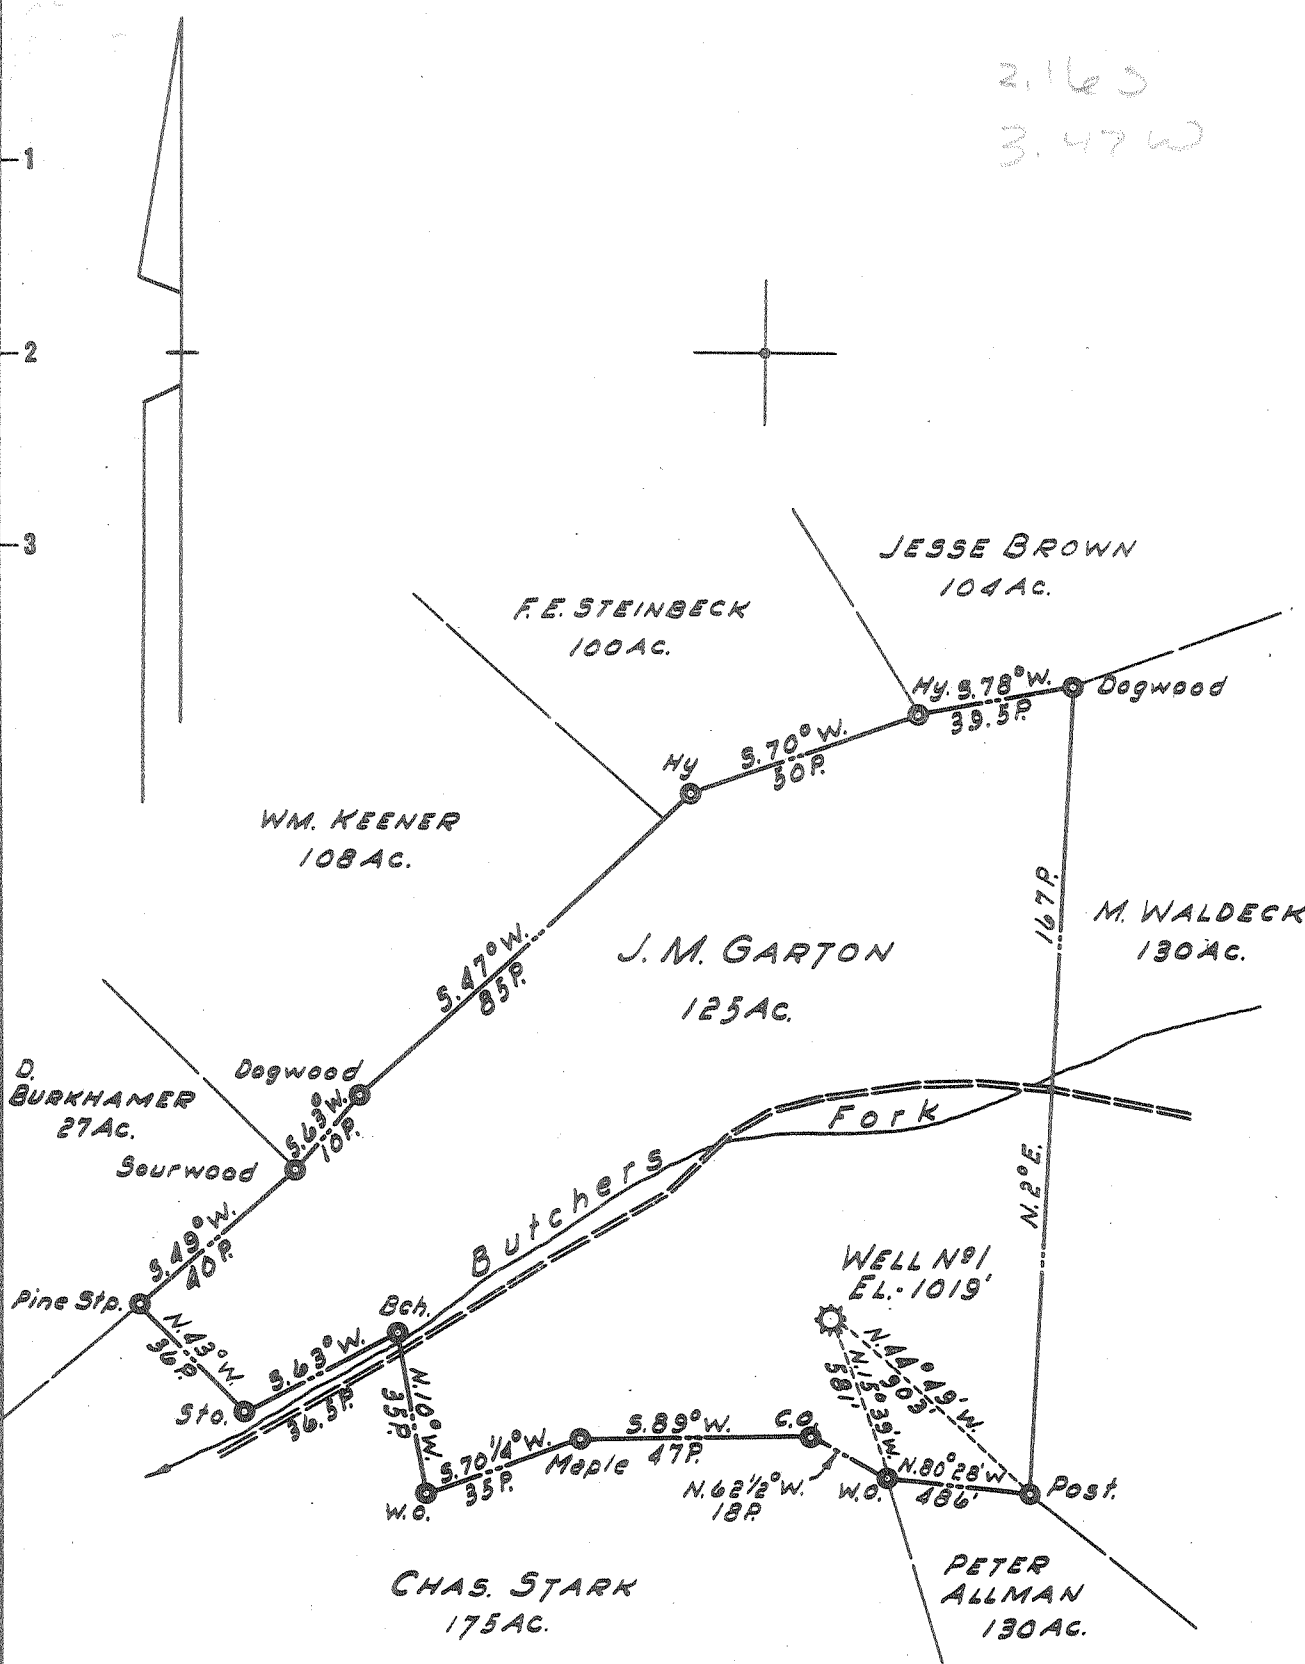 2.16 S
3.47 W
1
2
3
JESSE BROWN
104 AC.
F.E. STEINBECK
100 AC.
Hy. S.78°W.
39.5P.
Dogwood
Hy
S.70°W.
50P.
WM. KEENER
108 AC.
167P.
M. WALDECK
130 AC.
J. M. GARTON
125 AC.
S.47°W.
85P.
D.
BURKHAMER
27 AC.
Dogwood
S.63°W.
10P.
Sourwood
Butchers Fork
N.2°E.
S.49°W.
40P.
WELL Nº1
EL.-1019'
Pine Stp.
Bch.
N.43°W.
36P.
S.63°W.
36.5P.
Sto.
N.10°W.
35P.
N.44°49'W.
903'
N.15°39'W.
581'
S.70 1/4°W.
35P.
Maple
S.89°W.
47P.
C.O.
N.62 1/2°W.
18P.
W.O.
W.O.
N.80°28'W
486'
Post.
CHAS. STARK
175 AC.
PETER
ALLMAN
130 AC.